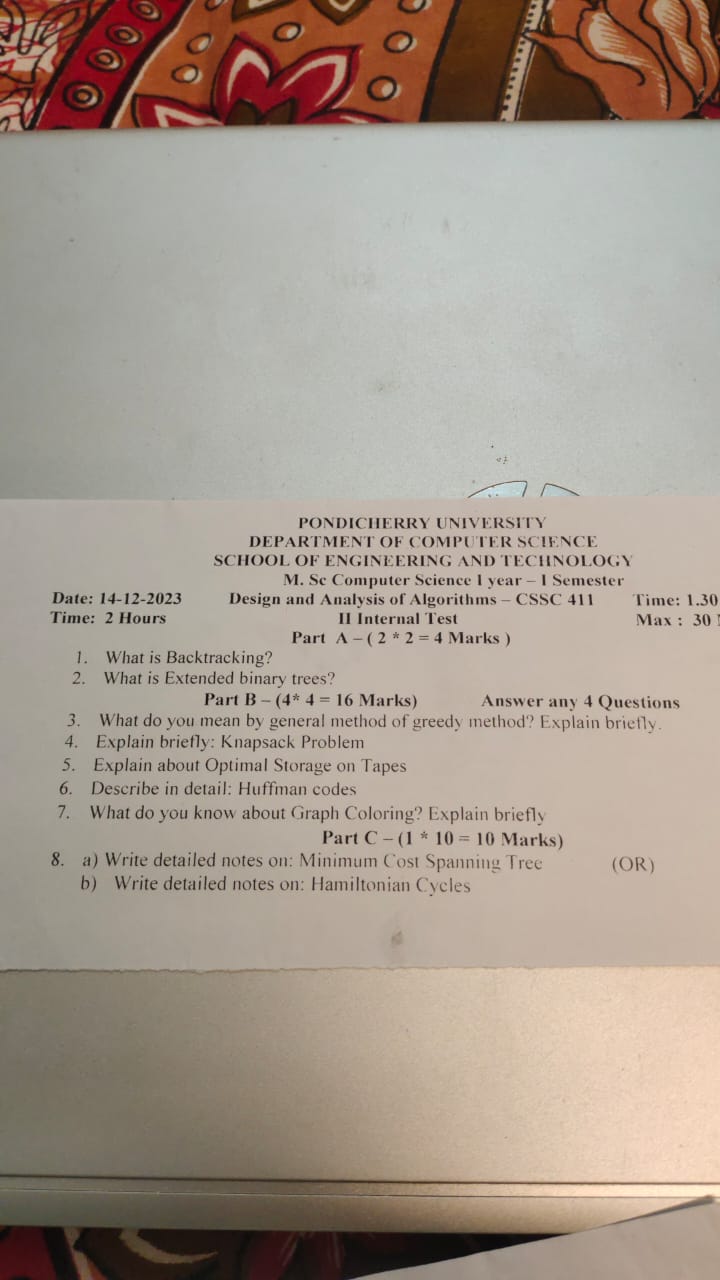 PONDICHERRY UNIVERSITY
DEPARTMENT OF COMPUTER SCIENCE
SCHOOL OF ENGINEERING AND TECHNOLOGY
M. Sc Computer Science I year – I Semester
Date: 14-12-2023 Design and Analysis of Algorithms – CSSC 411 Time: 1.30
Time: 2 Hours II Internal Test Max : 30
Part A – ( 2 * 2 = 4 Marks )
1. What is Backtracking?
2. What is Extended binary trees?
Part B – (4* 4 = 16 Marks) Answer any 4 Questions
3. What do you mean by general method of greedy method? Explain briefly.
4. Explain briefly: Knapsack Problem
5. Explain about Optimal Storage on Tapes
6. Describe in detail: Huffman codes
7. What do you know about Graph Coloring? Explain briefly
Part C – (1 * 10 = 10 Marks)
8. a) Write detailed notes on: Minimum Cost Spanning Tree (OR)
b) Write detailed notes on: Hamiltonian Cycles